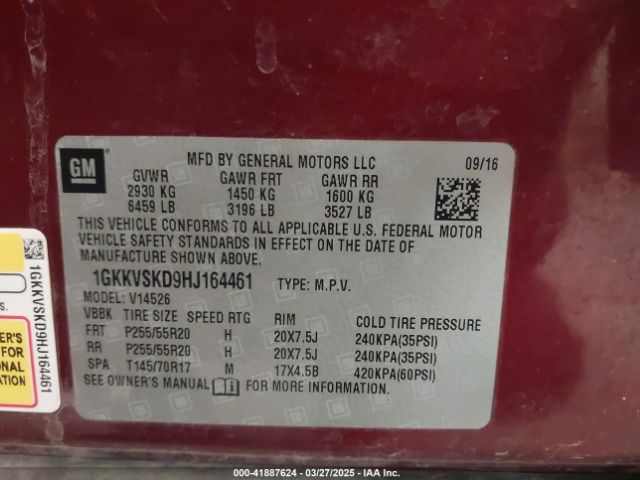 GM
MFD BY GENERAL MOTORS LLC 09/16
GVWR GAWR FRT GAWR RR
2930 KG 1450 KG 1600 KG
6459 LB 3196 LB 3527 LB
THIS VEHICLE CONFORMS TO ALL APPLICABLE U.S. FEDERAL MOTOR
VEHICLE SAFETY STANDARDS IN EFFECT ON THE DATE OF
MANUFACTURE SHOWN ABOVE.
1GKKVSKD9HJ164461 TYPE: M.P.V.
MODEL: V14526
VBBK TIRE SIZE SPEED RTG RIM COLD TIRE PRESSURE
FRT P255/55R20 H 20X7.5J 240KPA(35PSI)
RR P255/55R20 H 20X7.5J 240KPA(35PSI)
SPA T145/70R17 M 17X4.5B 420KPA(60PSI)
SEE OWNER'S MANUAL FOR MORE INFORMATION.
1GKKVSKD9HJ164461
S.
ER'S
FOR
ONAL
ON
000-41887624 | 03/27/2025 | IAA Inc.